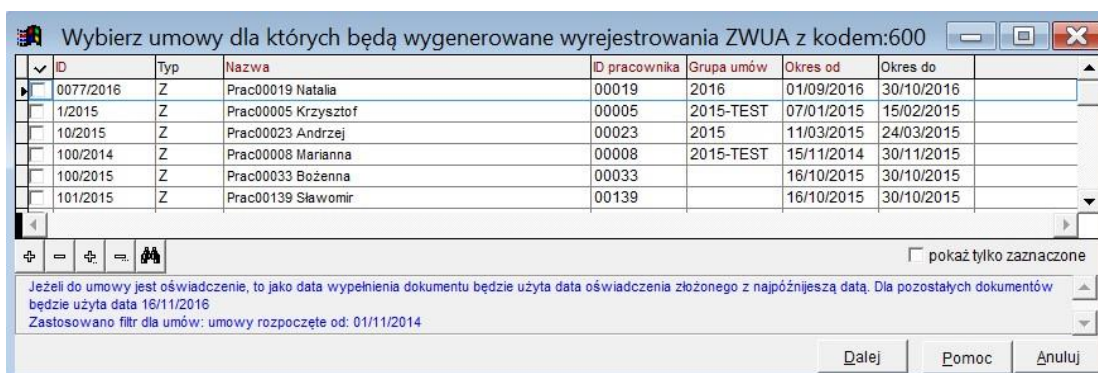 Wybierz umowy dla których będą wygenerowane wyrejestrowania ZWUA z kodem:600
ID Typ Nazwa ID pracownika Grupa umów Okres od Okres do
0077/2016 Z Prac00019 Natalia 00019 2016 01/09/2016 30/10/2016
1/2015 Z Prac00005 Krzysztof 00005 2015-TEST 07/01/2015 15/02/2015
10/2015 Z Prac00023 Andrzej 00023 2015 11/03/2015 24/03/2015
100/2014 Z Prac00008 Marianna 00008 2015-TEST 15/11/2014 30/11/2015
100/2015 Z Prac00033 Bożenna 00033 16/10/2015 30/10/2015
101/2015 Z Prac00139 Sławomir 00139 16/10/2015 30/10/2015
pokaż tylko zaznaczone
Jeżeli do umowy jest oświadczenie, to jako data wypełnienia dokumentu będzie użyta data oświadczenia złożonego z najpóźnijeszą datą. Dla pozostałych dokumentów
będzie użyta data 16/11/2016
Zastosowano filtr dla umów: umowy rozpoczęte od: 01/11/2014
Dalej Pomoc Anuluj